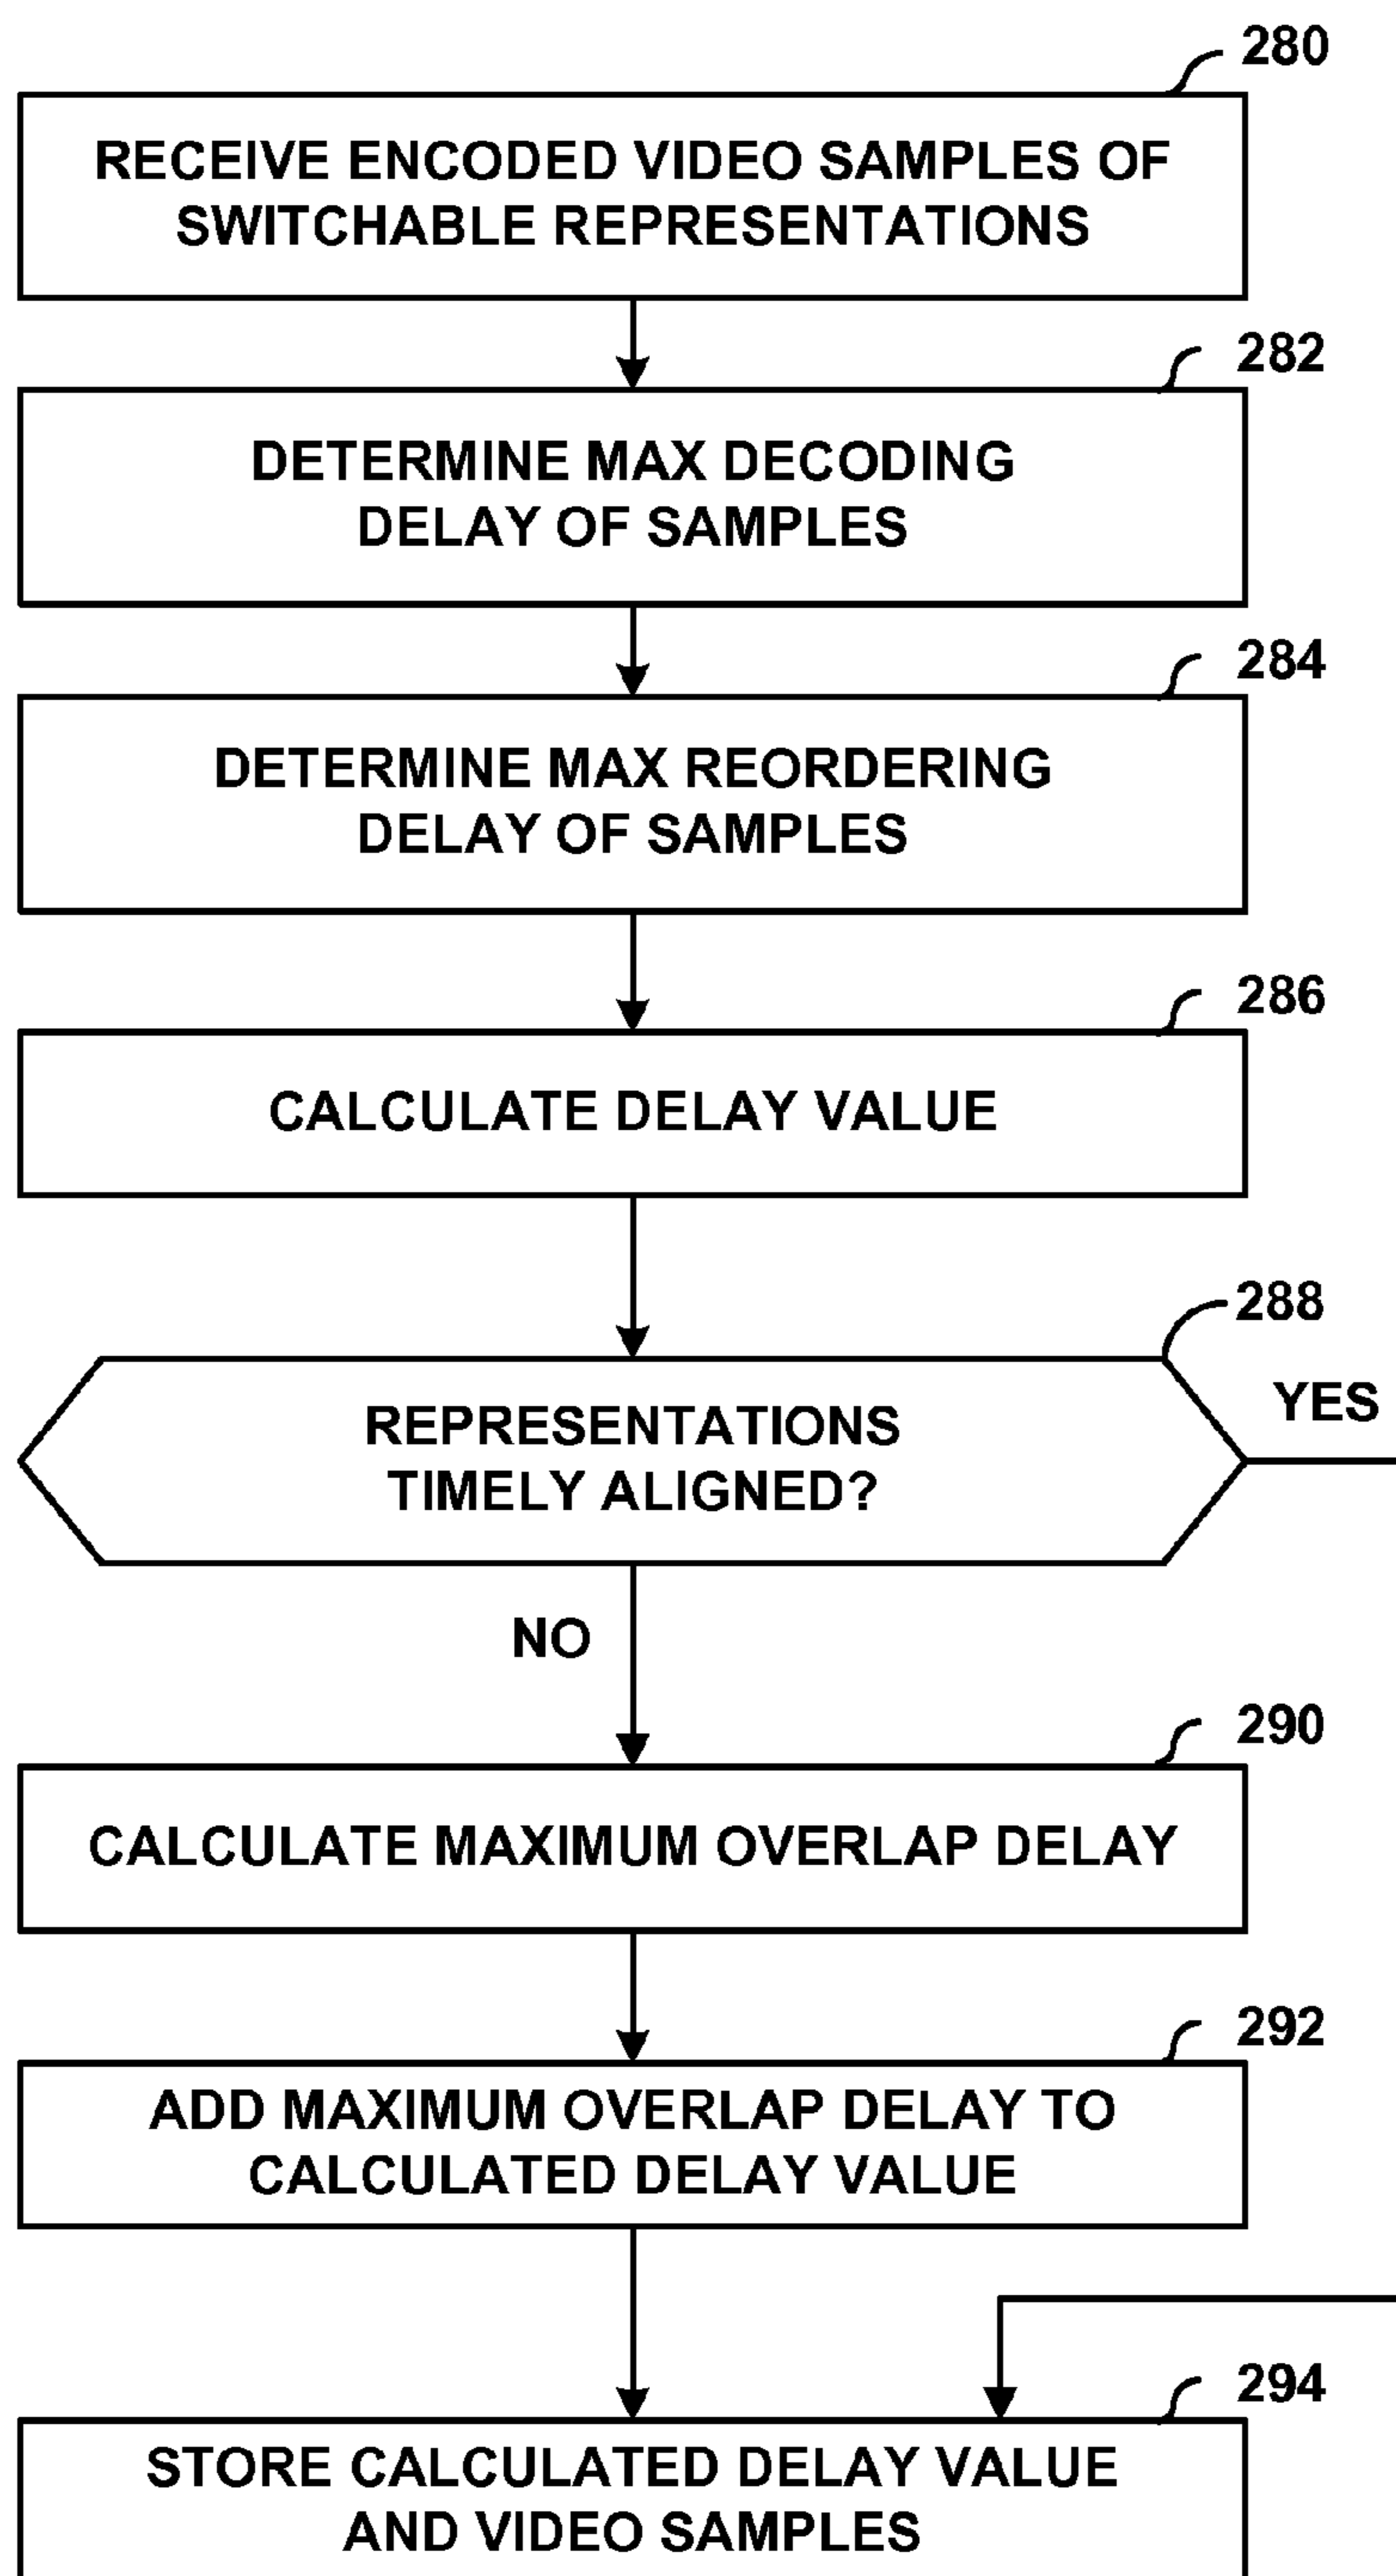 280
RECEIVE ENCODED VIDEO SAMPLES OF
SWITCHABLE REPRESENTATIONS
282
DETERMINE MAX DECODING
DELAY OF SAMPLES
284
DETERMINE MAX REORDERING
DELAY OF SAMPLES
286
CALCULATE DELAY VALUE
288
YES
REPRESENTATIONS
TIMELY ALIGNED?
NO
290
CALCULATE MAXIMUM OVERLAP DELAY
292
ADD MAXIMUM OVERLAP DELAY TO
CALCULATED DELAY VALUE
294
STORE CALCULATED DELAY VALUE
AND VIDEO SAMPLES